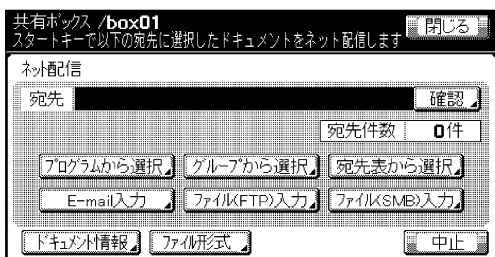 共有ボックス /box01
閉じる
スタートキーで以下の宛先に選択したドキュメントをネット配信します
ネット配信
宛先
確認
宛先件数 0件
プログラムから選択
グループから選択
宛先表から選択
E-mail入力
ファイル(FTP)入力
ファイル(SMB)入力
ドキュメント情報
ファイル形式
中止